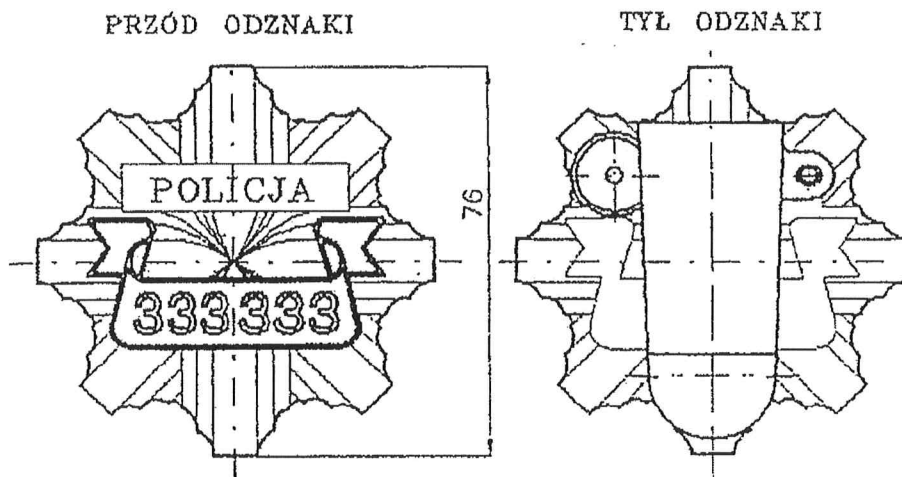 PRZÓD ODZNAKI
TYŁ ODZNAKI
POLICJA
76
333333